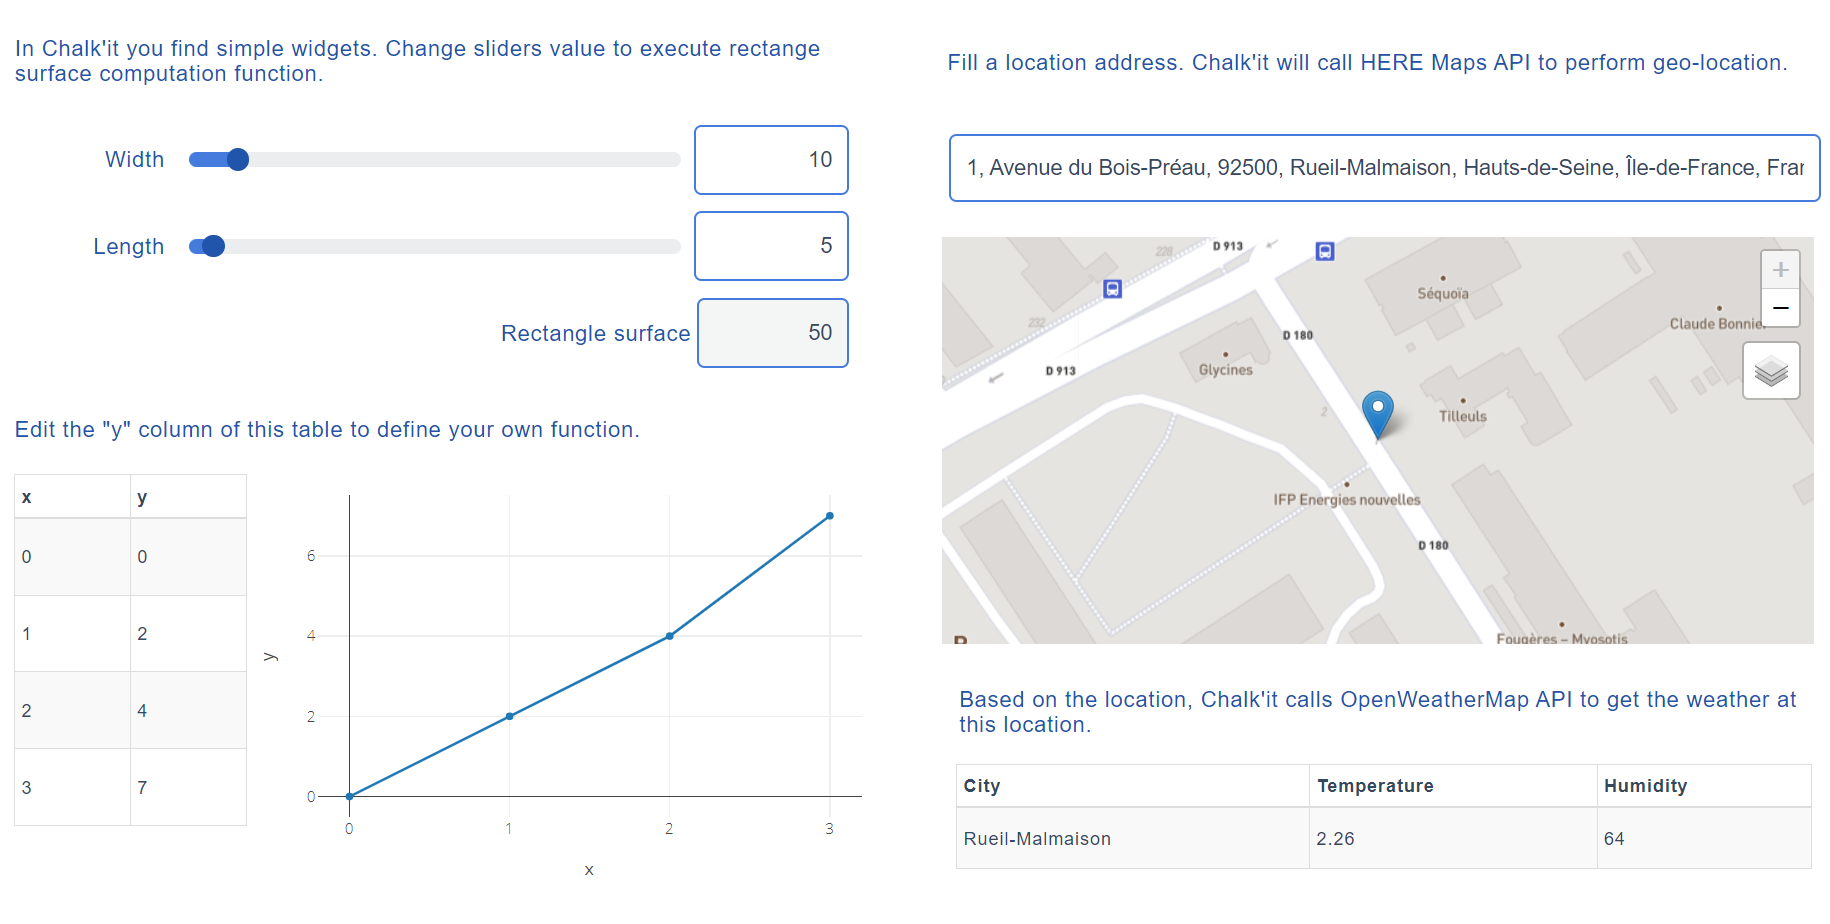 In Chalk'it you find simple widgets. Change sliders value to execute rectange
surface computation function.
Width
10
Length
5
Rectangle surface
50
Edit the "y" column of this table to define your own function.
x y
0 0
1 2
2 4
3 7
y
6
4
2
0
0 1 2 3
x
Fill a location address. Chalk'it will call HERE Maps API to perform geo-location.
1, Avenue du Bois-Préau, 92500, Rueil-Malmaison, Hauts-de-Seine, Île-de-France, Fran
228
D 913
+
Séquoïa
−
232
Claude Bonnie
D 180
D 913
Glycines
2
Tilleuls
IFP Energies nouvelles
D 180
Fougères – Myosotis
Based on the location, Chalk'it calls OpenWeatherMap API to get the weather at
this location.
City Temperature Humidity
Rueil-Malmaison 2.26 64